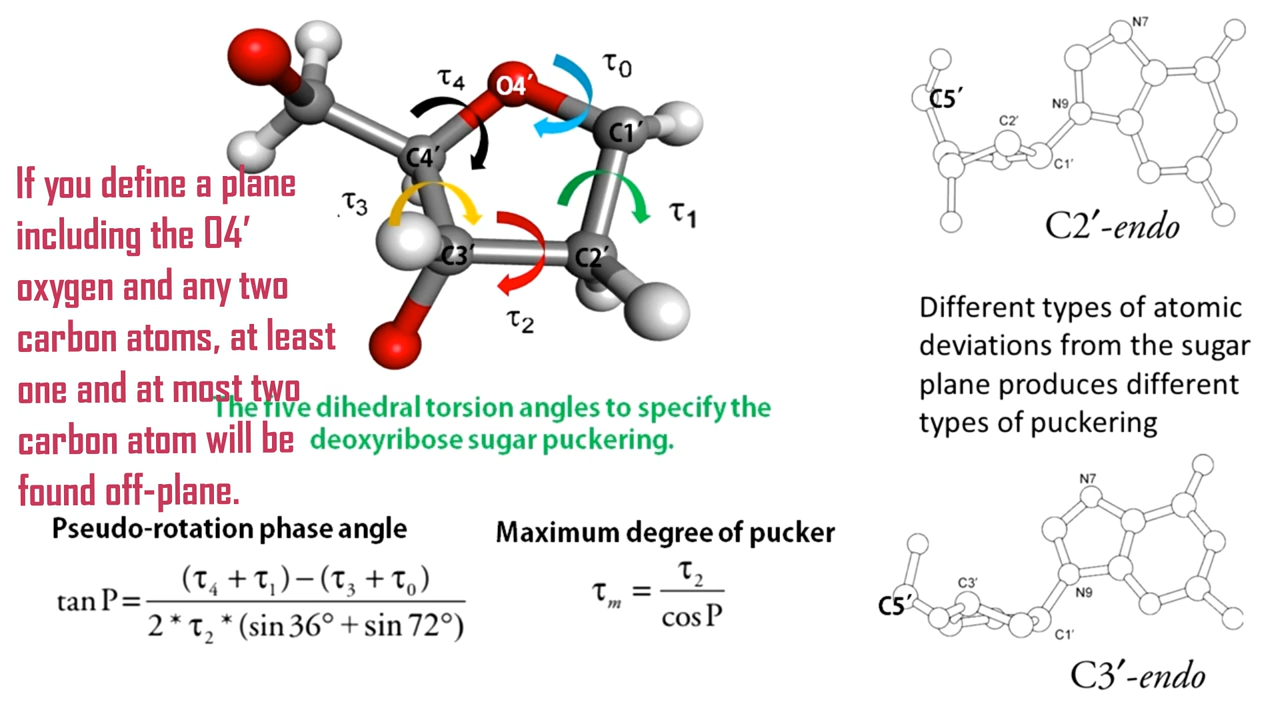 τ4
O4′
τ0
C4′
C1′
τ3
τ1
C3′
C2′
τ2
If you define a plane
including the O4′
oxygen and any two
carbon atoms, at least
one and at most two
carbon atom will be
found off-plane.
The five dihedral torsion angles to specify the
deoxyribose sugar puckering.
Pseudo-rotation phase angle
tan P = (τ4 + τ1) – (τ3 + τ0) / 2 * τ2 * (sin 36° + sin 72°)
Maximum degree of pucker
τm = τ2 / cos P
N7
C5′
N9
C2′
C1′
C2′-endo
Different types of atomic
deviations from the sugar
plane produces different
types of puckering
N7
C3′
N9
C5′
C1′
C3′-endo